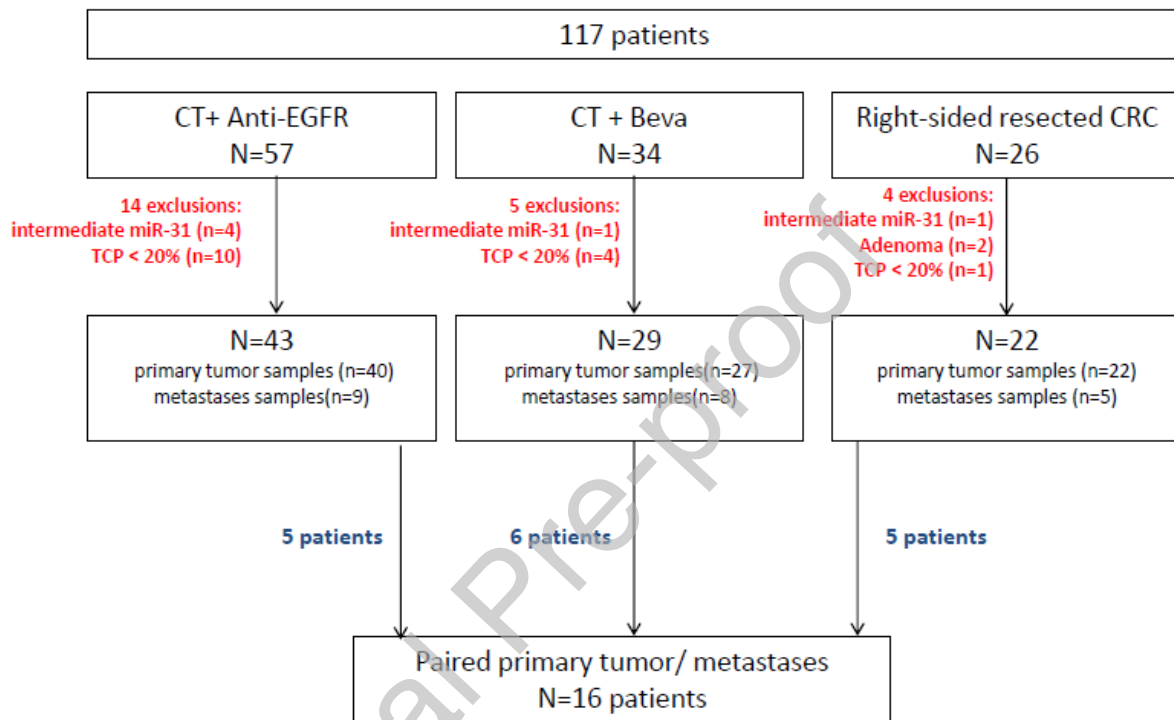 117 patients
CT+ Anti-EGFR
N=57
CT + Beva
N=34
Right-sided resected CRC
N=26
14 exclusions:
intermediate miR-31 (n=4)
TCP < 20% (n=10)
5 exclusions:
intermediate miR-31 (n=1)
TCP < 20% (n=4)
4 exclusions:
intermediate miR-31 (n=1)
Adenoma (n=2)
TCP < 20% (n=1)
N=43
primary tumor samples (n=40)
metastases samples(n=9)
N=29
primary tumor samples(n=27)
metastases samples(n=8)
N=22
primary tumor samples (n=22)
metastases samples (n=5)
5 patients
6 patients
5 patients
Paired primary tumor/ metastases
N=16 patients
al Pre-proof